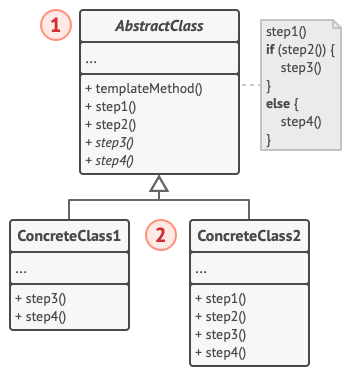 1
AbstractClass
...
+ templateMethod()
+ step1()
+ step2()
+ step3()
+ step4()
step1()
if (step2()) {
step3()
}
else {
step4()
}
ConcreteClass1
...
+ step3()
+ step4()
2
ConcreteClass2
...
+ step1()
+ step2()
+ step3()
+ step4()